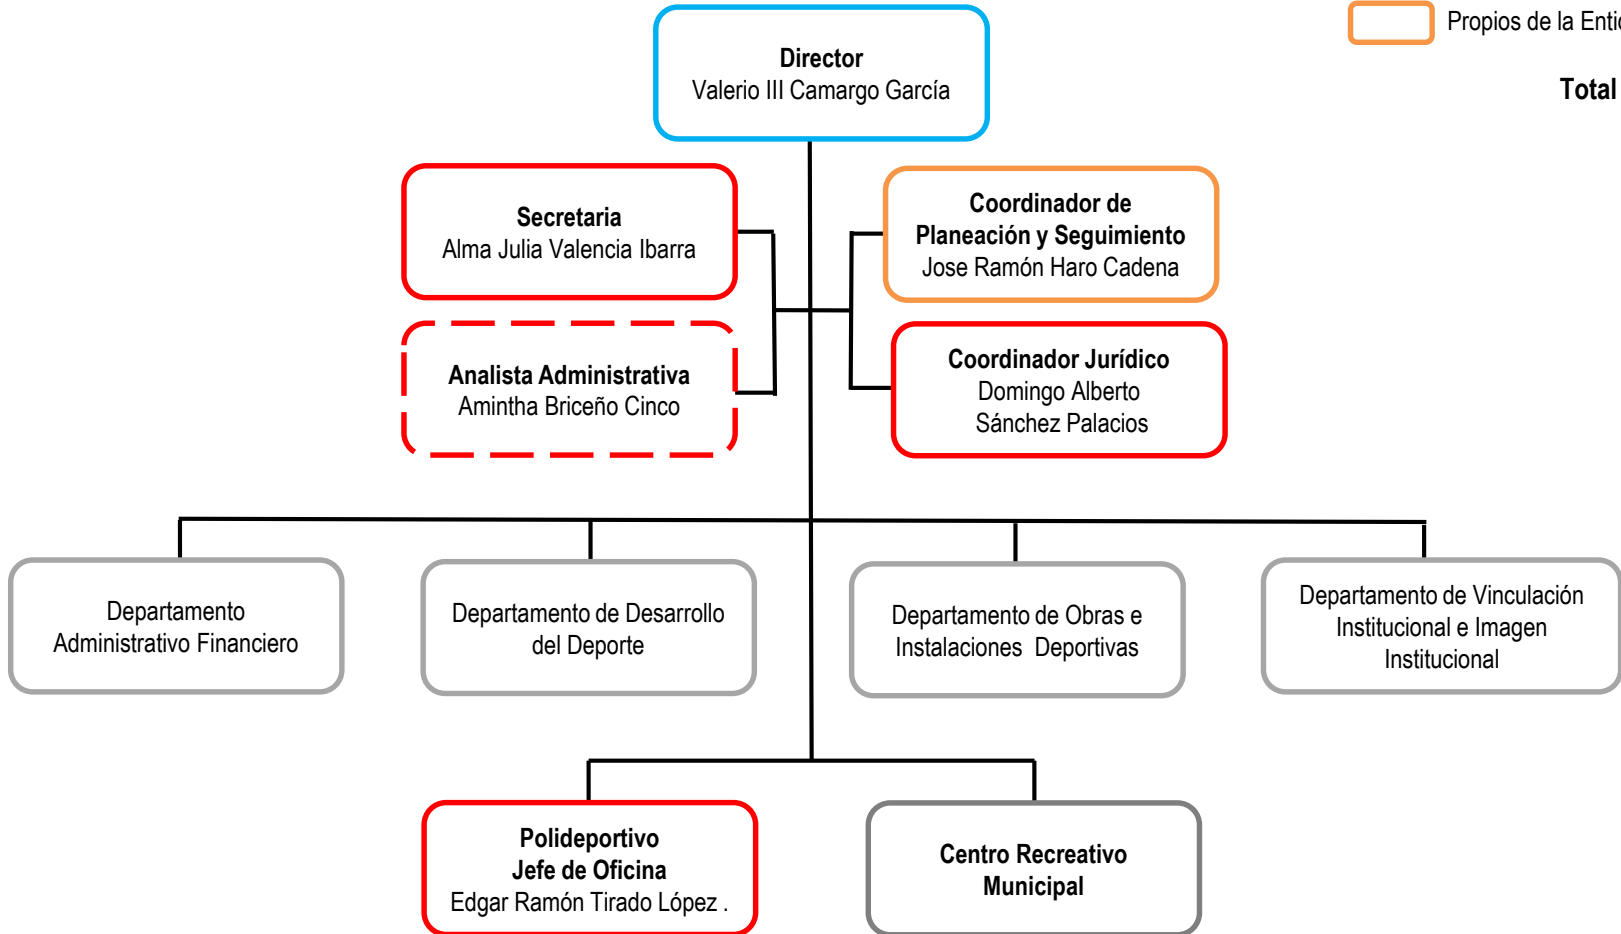 Propios de la
Total
Director
Valerio III Camargo García
Secretaria
Alma Julia Valencia Ibarra
Coordinador de
Planeación y Seguimiento
Jose Ramón Haro Cadena
Analista Administrativa
Amintha Briceño Cinco
Coordinador Jurídico
Domingo Alberto
Sánchez Palacios
Departamento
Administrativo Financiero
Departamento de Desarrollo
del Deporte
Departamento de Obras e
Instalaciones Deportivas
Departamento de Vinculación
Institucional e Imagen
Institucional
Polideportivo
Jefe de Oficina
Edgar Ramón Tirado López .
Centro Recreativo
Municipal